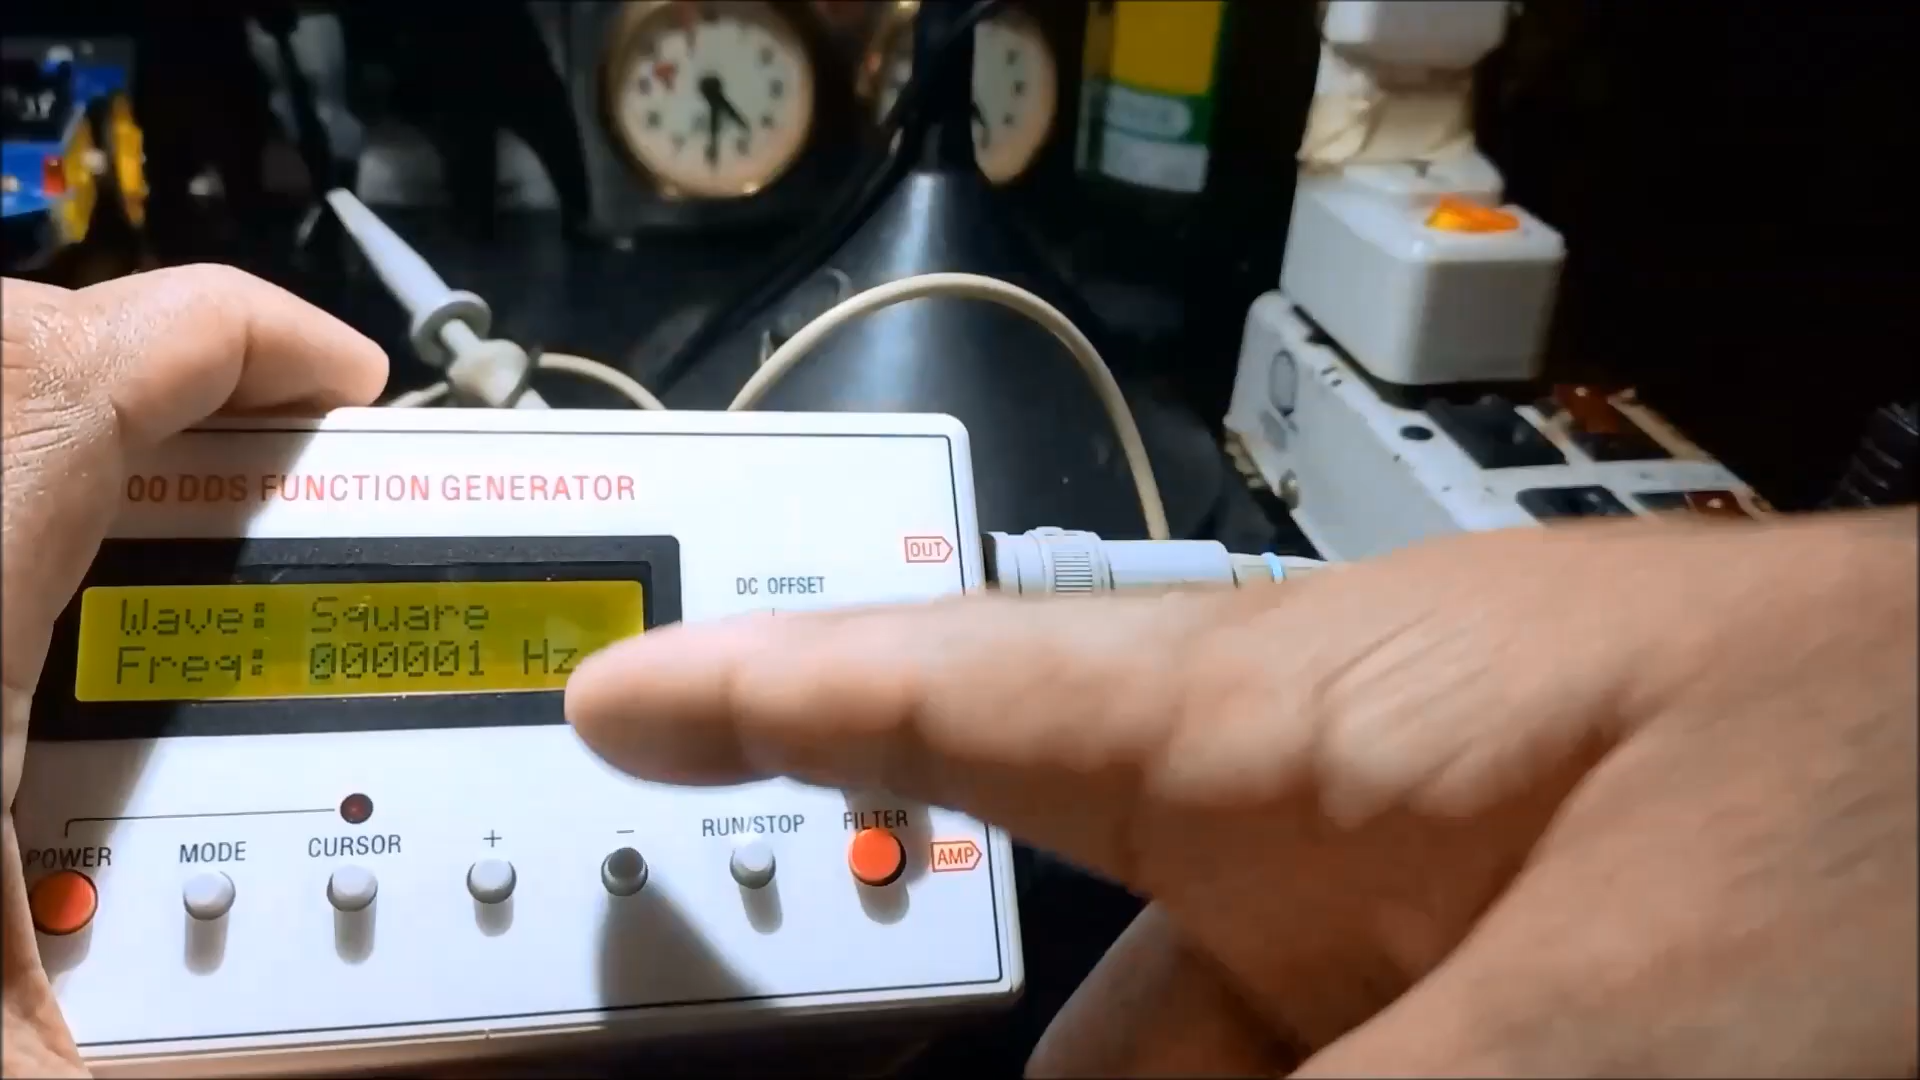 00 DDS FUNCTION GENERATOR
OUT
DC OFFSET
Wave: Square
Freq: 000001 Hz
POWER
MODE
CURSOR
+
−
RUN/STOP
FILTER
AMP